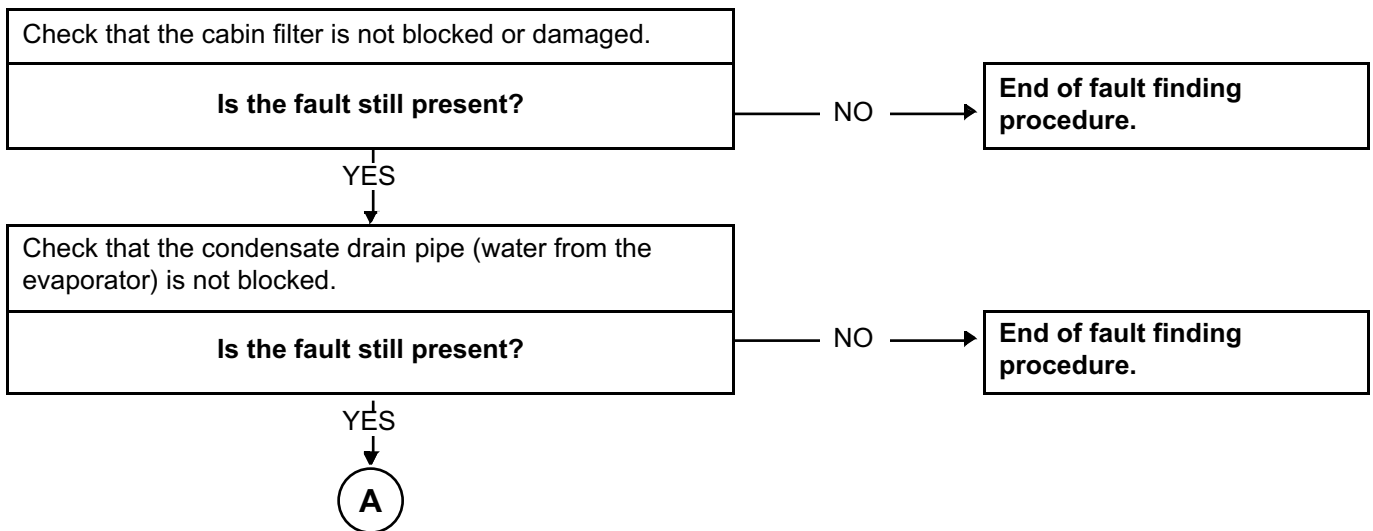 Check that the cabin filter is not blocked or damaged.
Is the fault still present?
NO
End of fault finding
procedure.
YES
Check that the condensate drain pipe (water from the
evaporator) is not blocked.
Is the fault still present?
NO
End of fault finding
procedure.
YES
A